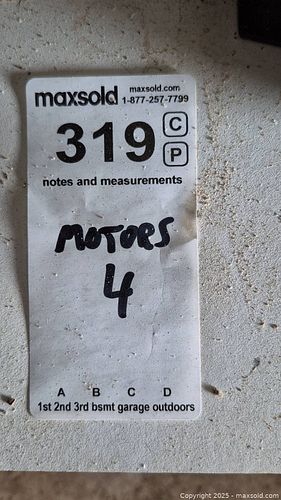 maxsold
maxsold.com
1-877-257-7799
319
C
P
notes and measurements
MOTORS
4
A B C D
1st 2nd 3rd bsmt garage outdoors
Copyright 2025 - maxsold.com